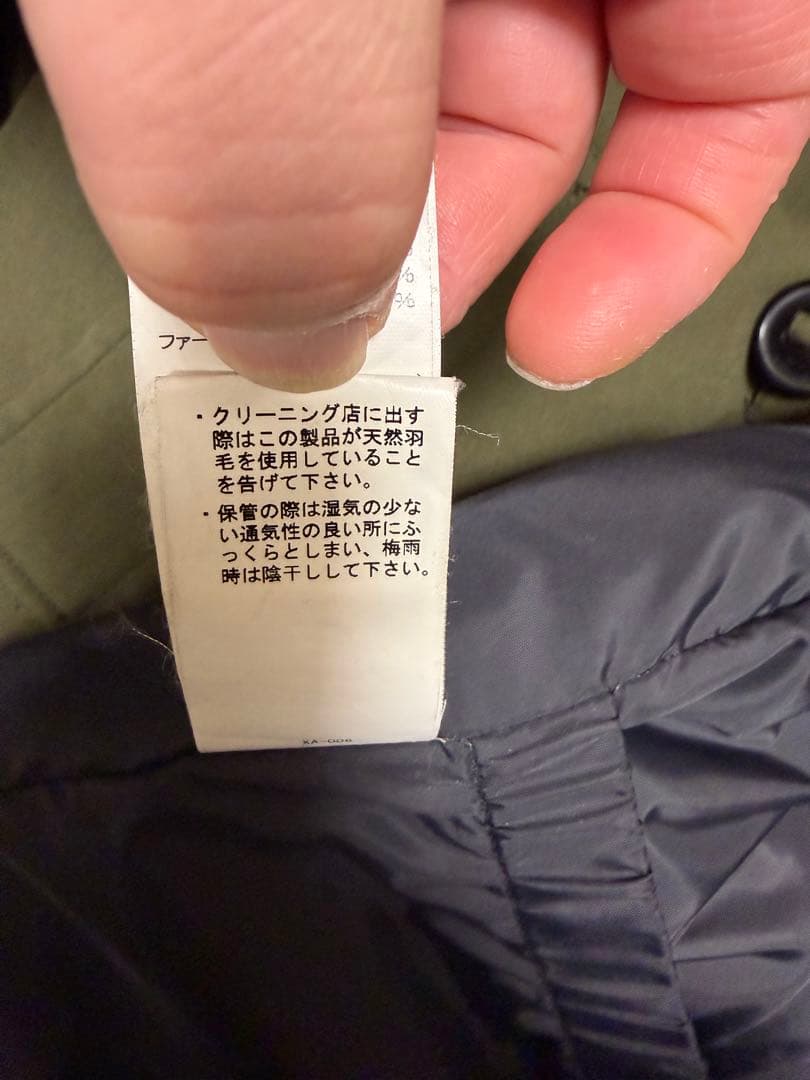 %
%
ファー
・クリーニング店に出す
際はこの製品が天然羽
毛を使用していること
を告げて下さい。
・保管の際は湿気の少な
い通気性の良い所にふ
っくらとしまい、梅雨
時は陰干しして下さい。